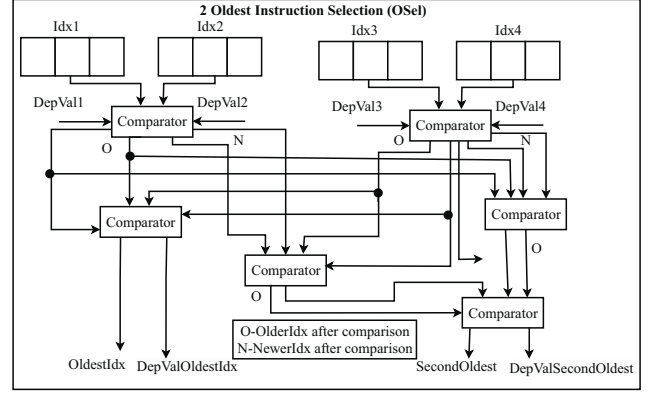 2 Oldest Instruction Selection (OSel)
Idx1
Idx2
Idx3
Idx4
DepVal1
DepVal2
DepVal3
DepVal4
Comparator
Comparator
O
N
O
N
Comparator
Comparator
O
Comparator
O
Comparator
O-OlderIdx after comparison
N-NewerIdx after comparison
OldestIdx
DepValOldestIdx
SecondOldest
DepValSecondOldest